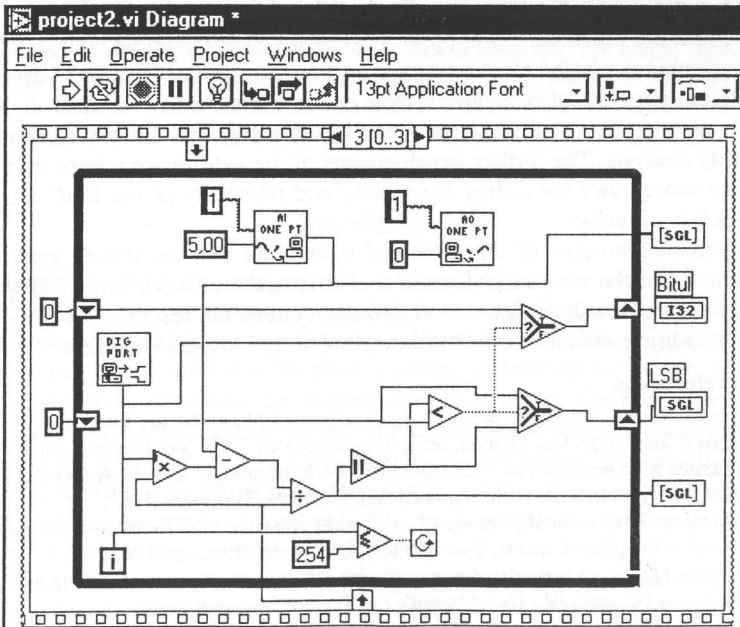 project2.vi Diagram *
File Edit Operate Project Windows Help
13pt Application Font
3 [0..3]
1
AI
ONE PT
5,00
1
AO
ONE PT
0
[SGL]
Bitul
I32
0
DIG
PORT
LSB
[SGL]
0
[SGL]
i
254